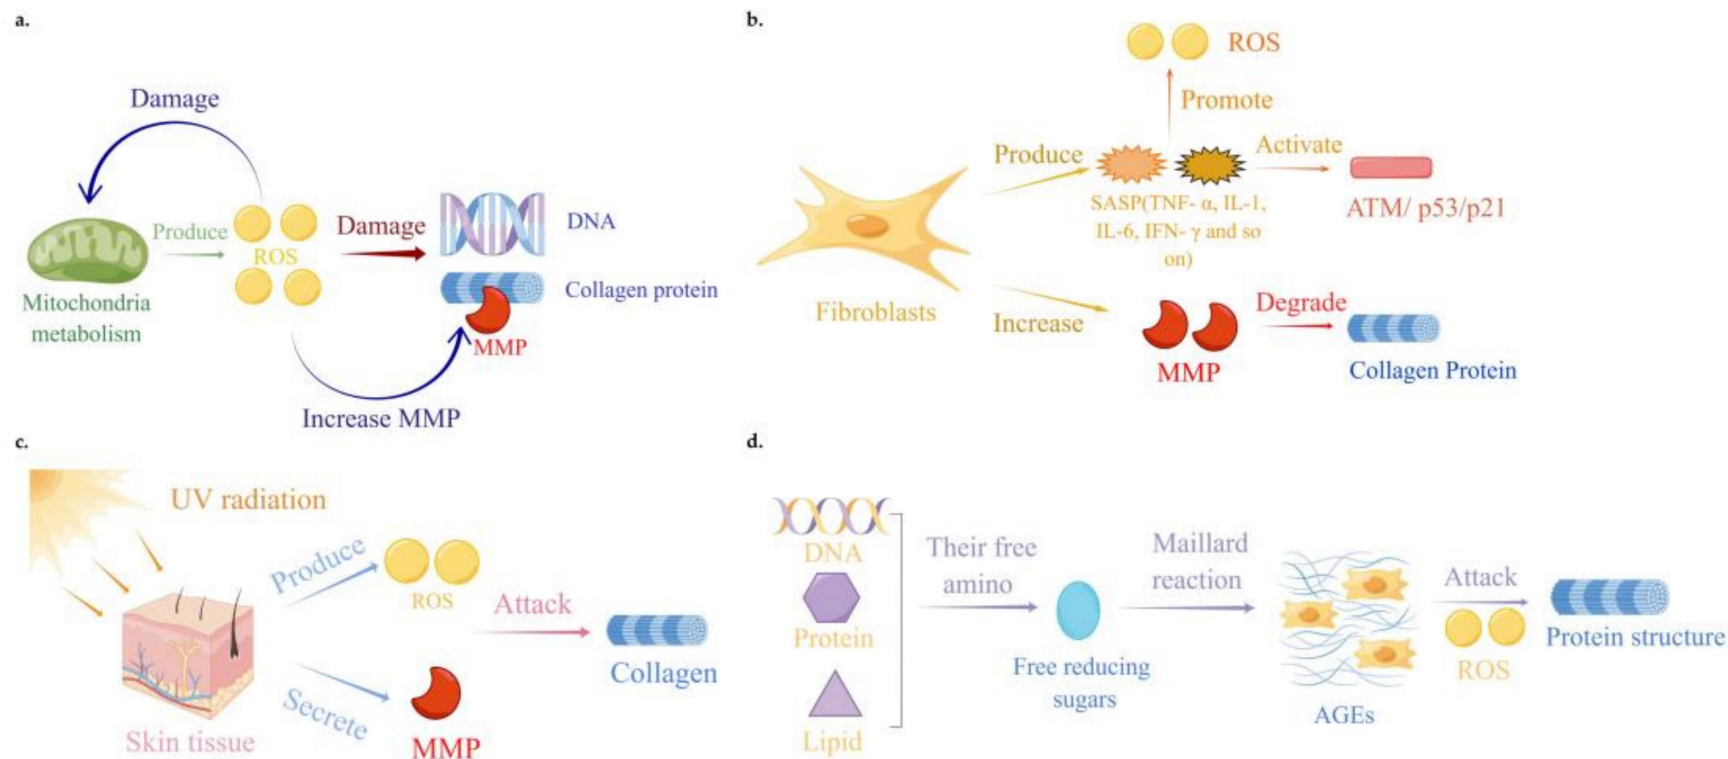 a.
Damage
Produce
ROS
Damage
DNA
Collagen protein
MMP
Mitochondria
metabolism
Increase MMP
b.
ROS
Promote
Produce
Activate
SASP(TNF- α, IL-1,
IL-6, IFN- γ and so
on)
ATM/ p53/p21
Fibroblasts
Increase
Degrade
MMP
Collagen Protein
c.
UV radiation
Produce
ROS
Attack
Collagen
Secrete
MMP
Skin tissue
d.
DNA
Protein
Lipid
Their free
amino
Free reducing
sugars
Maillard
reaction
AGEs
Attack
ROS
Protein structure